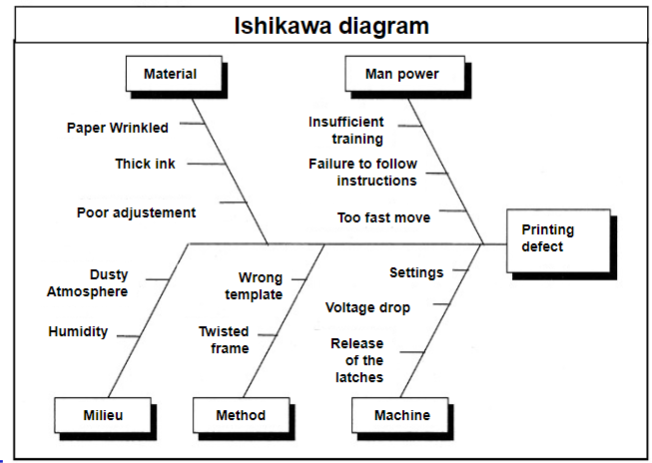 Ishikawa diagram
Material
Man power
Paper Wrinkled
Thick ink
Poor adjustement
Insufficient
training
Failure to follow
instructions
Too fast move
Printing
defect
Dusty
Atmosphere
Humidity
Wrong
template
Twisted
frame
Settings
Voltage drop
Release
of the
latches
Milieu
Method
Machine